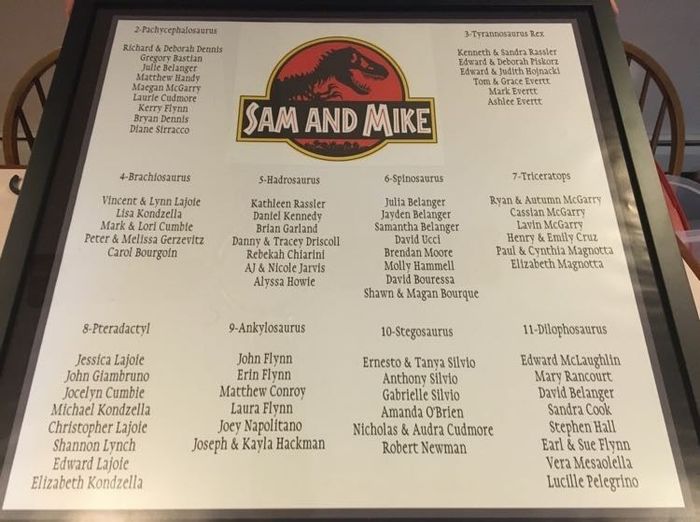 2-Pachycephalosaurus
Richard & Deborah Dennis
Gregory Bastian
Julie Belanger
Matthew Handy
Maegan McGarry
Laurie Cudmore
Kerry Flynn
Bryan Dennis
Diane Sirracco
SAM AND MIKE
3-Tyrannosaurus Rex
Kenneth & Sandra Rassler
Edward & Deborah Piskorz
Edward & Judith Hojnacki
Tom & Grace Evertt
Mark Evertt
Ashlee Evertt
4-Brachiosaurus
Vincent & Lynn Lajoie
Lisa Kondzella
Mark & Lori Cumbie
Peter & Melissa Gerzevitz
Carol Bourgoin
5-Hadrosaurus
Kathleen Rassler
Daniel Kennedy
Brian Garland
Danny & Tracey Driscoll
Rebekah Chiarini
AJ & Nicole Jarvis
Alyssa Howie
6-Spinosaurus
Julia Belanger
Jayden Belanger
Samantha Belanger
David Ucci
Brendan Moore
Molly Hammell
David Bouressa
Shawn & Magan Bourque
7-Triceratops
Ryan & Autumn McGarry
Cassian McGarry
Lavin McGarry
Henry & Emily Cruz
Paul & Cynthia Magnotta
Elizabeth Magnotta
8-Pteradactyl
Jessica Lajoie
John Giambruno
Jocelyn Cumbie
Michael Kondzella
Christopher Lajoie
Shannon Lynch
Edward Lajoie
Elizabeth Kondzella
9-Ankylosaurus
John Flynn
Erin Flynn
Matthew Conroy
Laura Flynn
Joey Napolitano
Joseph & Kayla Hackman
10-Stegosaurus
Ernesto & Tanya Silvio
Anthony Silvio
Gabrielle Silvio
Amanda O'Brien
Nicholas & Audra Cudmore
Robert Newman
11-Dilophosaurus
Edward McLaughlin
Mary Rancourt
David Belanger
Sandra Cook
Stephen Hall
Earl & Sue Flynn
Vera Mesaolella
Lucille Pelegrino